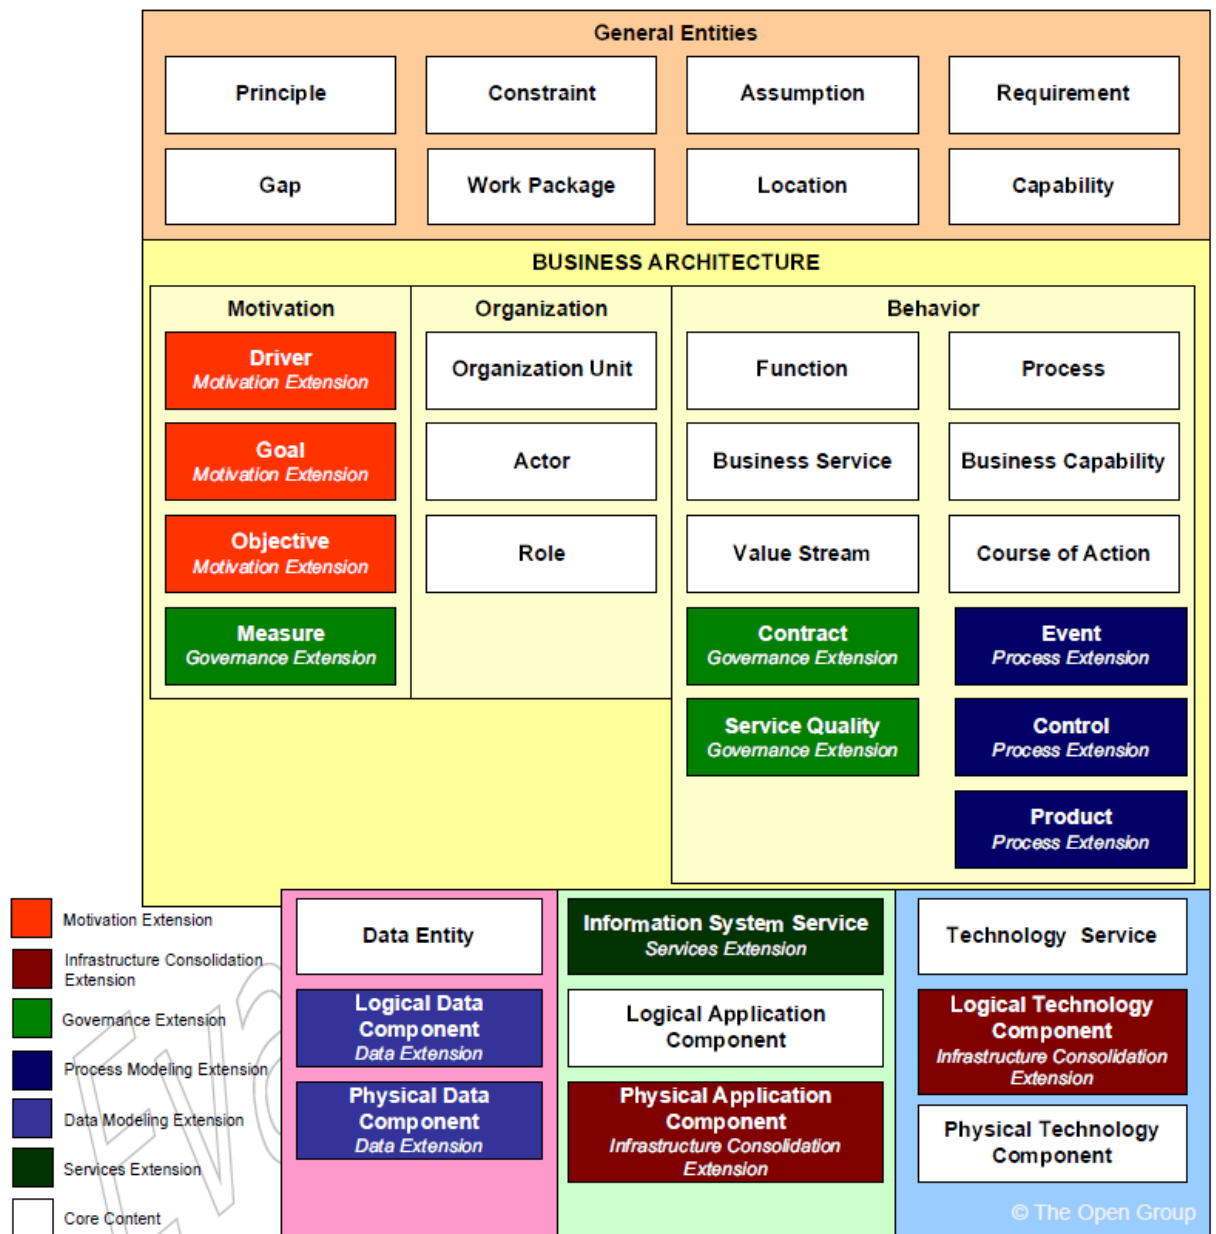 General Entities
Principle
Constraint
Assumption
Requirement
Gap
Work Package
Location
Capability
BUSINESS ARCHITECTURE
Motivation
Organization
Behavior
Driver
Motivation Extension
Organization Unit
Function
Process
Goal
Motivation Extension
Actor
Business Service
Business Capability
Objective
Motivation Extension
Role
Value Stream
Course of Action
Measure
Governance Extension
Contract
Governance Extension
Event
Process Extension
Service Quality
Governance Extension
Control
Process Extension
Product
Process Extension
Motivation Extension
Infrastructure Consolidation
Extension
Governance Extension
Process Modeling Extension
Data Modeling Extension
Services Extension
Core Content
Data Entity
Logical Data
Component
Data Extension
Physical Data
Component
Data Extension
Information System Service
Services Extension
Logical Application
Component
Physical Application
Component
Infrastructure Consolidation
Extension
Technology Service
Logical Technology
Component
Infrastructure Consolidation
Extension
Physical Technology
Component
© The Open Group